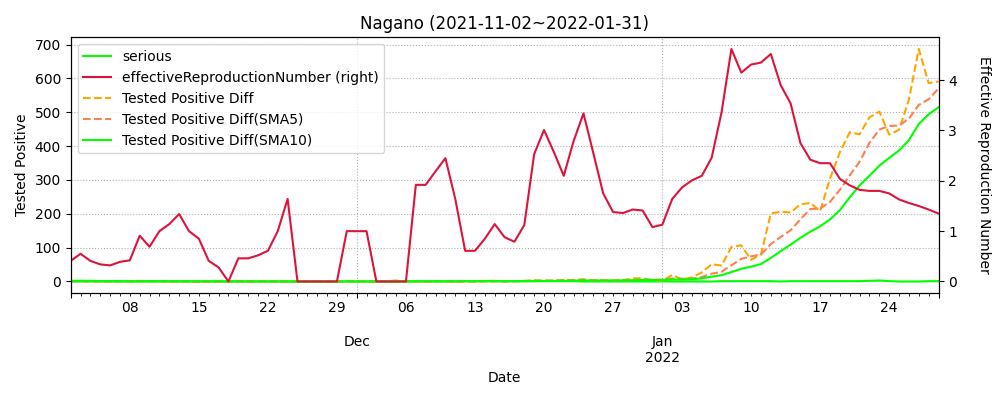 Nagano (2021-11-02~2022-01-31)
serious
effectiveReproductionNumber (right)
Tested Positive Diff
Tested Positive Diff(SMA5)
Tested Positive Diff(SMA10)
Tested Positive
700
600
500
400
300
200
100
0
4
3
2
1
0
Effective Reproduction Number
08 15 22 29 06 13 20 27 03 10 17 24
Dec Jan
2022
Date